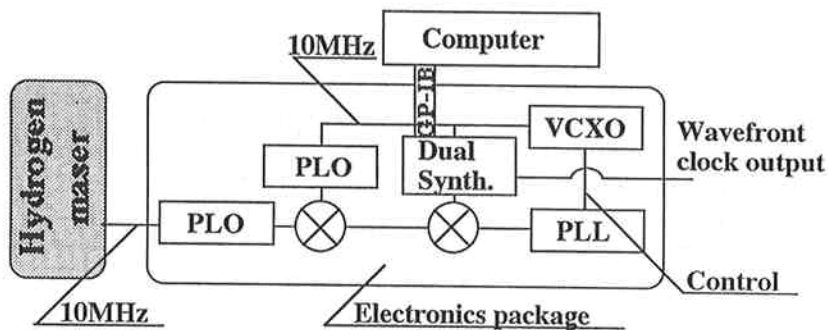 Computer
10MHz
GP-IB
VCXO
Wavefront
clock output
Hydrogen
maser
PLO
Dual
Synth.
PLO
PLL
Control
10MHz
Electronics package